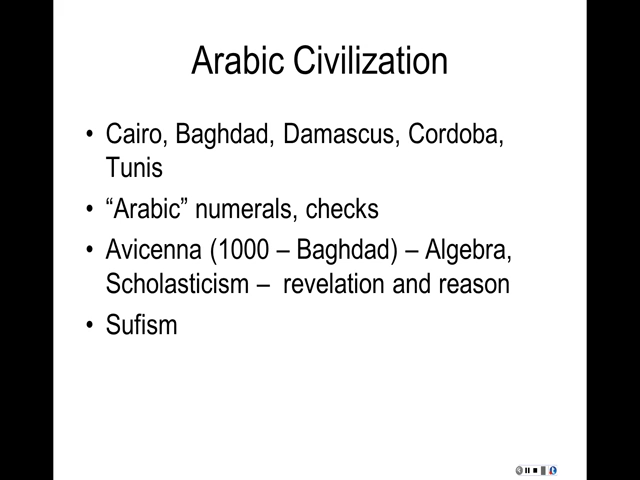 Arabic Civilization
• Cairo, Baghdad, Damascus, Cordoba,
Tunis
• “Arabic” numerals, checks
• Avicenna (1000 – Baghdad) – Algebra,
Scholasticism – revelation and reason
• Sufism